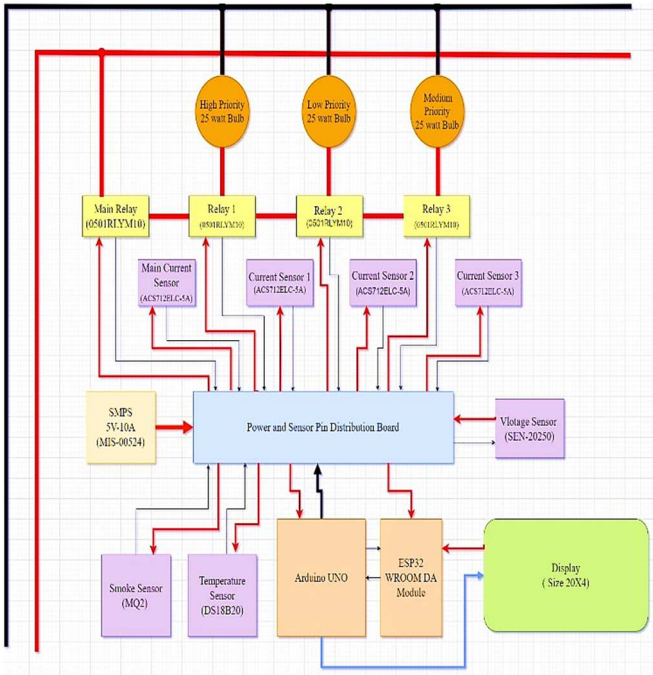 High Priority
25 watt Bulb
Low Priority
25 watt Bulb
Medium
Priority
25 watt Bulb
Main Relay
(0501RLYM10)
Relay 1
(0501RLYM10)
Relay 2
(0501RLYM10)
Relay 3
(0501RLYM10)
Main Current
Sensor
(ACS712ELC-5A)
Current Sensor 1
(ACS712ELC-5A)
Current Sensor 2
(ACS712ELC-5A)
Current Sensor 3
(ACS712ELC-5A)
SMPS
5V-10A
(MIS-00524)
Power and Sensor Pin Distribution Board
Vlotage Sensor
(SEN-20250)
Smoke Sensor
(MQ2)
Temperature
Sensor
(DS18B20)
Arduino UNO
ESP32
WROOM DA
Module
Display
( Size 20X4)